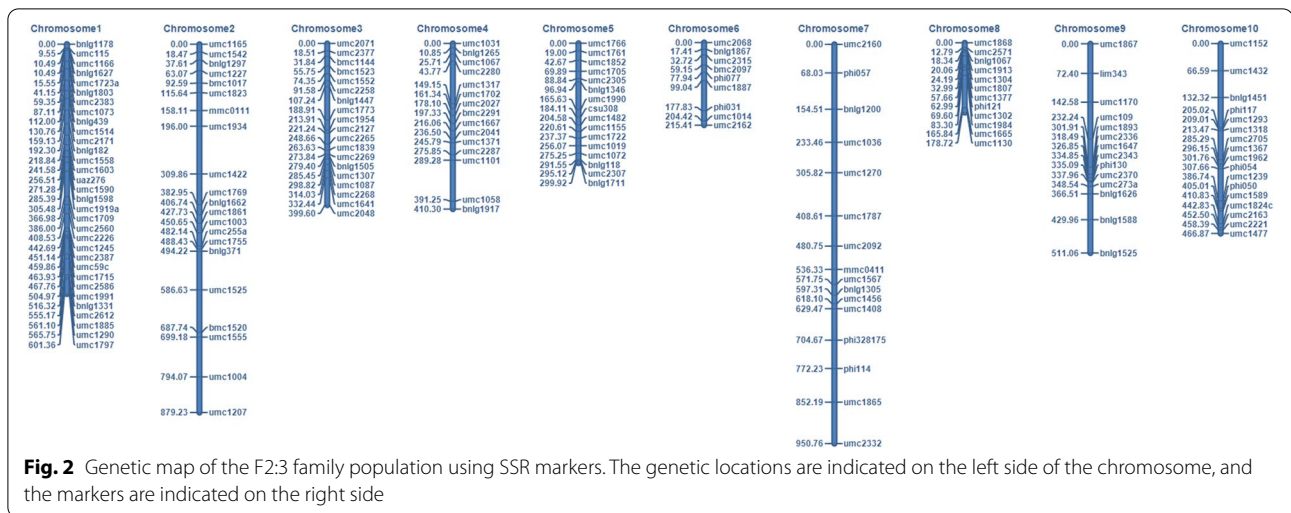 Chromosome1
0.00 bnlg1178
9.55 umc115
10.49 umc1166
10.49 bnlg1627
15.55 umc1723a
41.15 bnlg1803
59.35 umc2383
87.11 umc1073
112.00 bnlg439
130.76 umc1514
159.13 umc2171
192.30 bnlg182
218.84 umc1558
241.58 umc1603
256.51 uaz276
271.28 umc1590
285.39 bnlg1598
305.48 umc1919a
366.98 umc1709
386.00 umc2560
408.53 umc2226
442.69 umc1245
451.14 umc2387
459.86 umc59c
463.93 umc1715
467.76 umc2586
504.97 umc1991
516.32 bnlg1331
555.17 umc2612
561.10 umc1885
565.75 umc1290
601.36 umc1797
Chromosome2
0.00 umc1165
18.47 umc1542
37.61 bnlg1297
63.07 umc1227
92.59 bmc1017
115.64 umc1823
158.11 mmc0111
196.00 umc1934
309.86 umc1422
382.95 umc1769
406.74 bnlg1662
427.73 umc1861
450.65 umc1003
482.14 umc255a
488.43 umc1755
494.22 bnlg371
586.63 umc1525
687.74 bmc1520
699.18 umc1555
794.07 umc1004
879.23 umc1207
Chromosome3
0.00 umc2071
18.51 umc2377
31.84 bmc1144
55.75 bmc1523
74.35 umc1552
91.58 umc2258
107.24 bnlg1447
188.91 umc1773
213.91 umc1954
221.24 umc2127
248.66 umc2265
263.63 umc1839
273.84 umc2269
279.40 bnlg1505
285.45 umc1307
298.82 umc1087
314.03 umc2268
332.44 umc1641
399.60 umc2048
Chromosome4
0.00 umc1031
10.85 bnlg1265
25.71 umc1067
43.77 umc2280
149.15 umc1317
161.34 umc1702
178.10 umc2027
197.33 umc2291
216.06 umc1667
236.50 umc2041
245.79 umc1371
275.85 umc2287
289.28 umc1101
391.25 umc1058
410.30 bnlg1917
Chromosome5
0.00 umc1766
19.00 umc1761
42.67 umc1852
69.89 umc1705
88.84 umc2305
96.94 bnlg1346
165.63 umc1990
184.11 csu308
204.58 umc1482
220.61 umc1155
237.37 umc1722
256.07 umc1019
275.25 umc1072
291.55 bnlg118
295.12 umc2307
299.92 bnlg1711
Chromosome6
0.00 umc2068
17.41 bnlg1867
32.72 umc2315
59.15 bmc2097
77.94 phi077
99.04 umc1887
177.83 phi031
204.42 umc1014
215.41 umc2162
Chromosome7
0.00 umc2160
68.03 phi057
154.51 bnlg1200
233.46 umc1036
305.82 umc1270
408.61 umc1787
480.75 umc2092
536.33 mmc0411
571.75 umc1567
597.31 bnlg1305
618.10 umc1456
629.47 umc1408
704.67 phi328175
772.23 phi114
852.19 umc1865
950.76 umc2332
Chromosome8
0.00 umc1868
12.79 umc2571
18.34 bnlg1067
20.06 umc1913
24.19 umc1304
32.99 umc1807
57.66 umc1377
62.99 phi121
69.60 umc1302
83.30 umc1984
165.84 umc1665
178.72 umc1130
Chromosome9
0.00 umc1867
72.40 lim343
142.58 umc1170
232.24 umc109
301.91 umc1893
318.49 umc2336
326.85 umc1647
334.85 umc2343
335.09 phi130
337.96 umc2370
348.54 umc273a
366.51 bnlg1626
429.96 bnlg1588
511.06 bnlg1525
Chromosome10
0.00 umc1152
66.59 umc1432
132.32 bnlg1451
205.02 phi117
209.01 umc1293
213.47 umc1318
285.29 umc2705
296.15 umc1367
301.76 umc1962
307.66 phi054
386.74 umc1239
405.01 phi050
410.83 umc1589
442.83 umc1824c
452.50 umc2163
458.39 umc2221
466.87 umc1477
Fig. 2 Genetic map of the F2:3 family population using SSR markers. The genetic locations are indicated on the left side of the chromosome, and
the markers are indicated on the right side